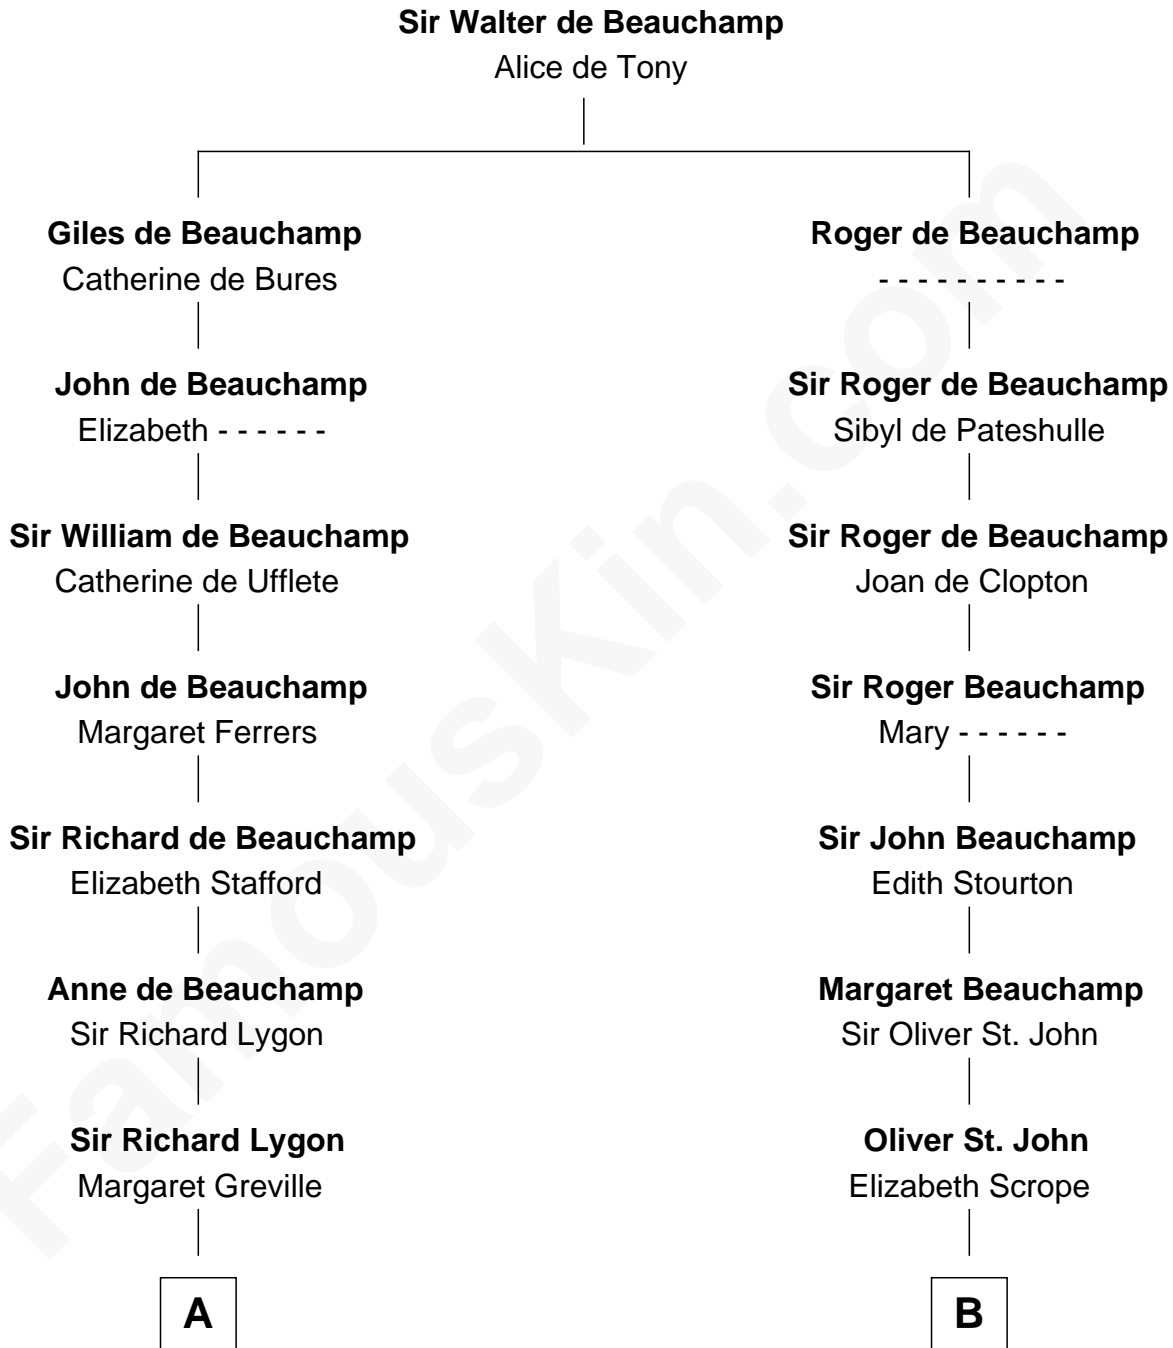 Sir Walter de Beauchamp
Alice de Tony
Giles de Beauchamp
Catherine de Bures
Roger de Beauchamp
- - - - - - - - - -
John de Beauchamp
Elizabeth - - - - - -
Sir Roger de Beauchamp
Sibyl de Pateshulle
Sir William de Beauchamp
Catherine de Ufflete
Sir Roger de Beauchamp
Joan de Clopton
John de Beauchamp
Margaret Ferrers
Sir Roger Beauchamp
Mary - - - - - -
Sir Richard de Beauchamp
Elizabeth Stafford
Sir John Beauchamp
Edith Stourton
Anne de Beauchamp
Sir Richard Lygon
Margaret Beauchamp
Sir Oliver St. John
Sir Richard Lygon
Margaret Greville
Oliver St. John
Elizabeth Scrope
A
B
FamousKin.com